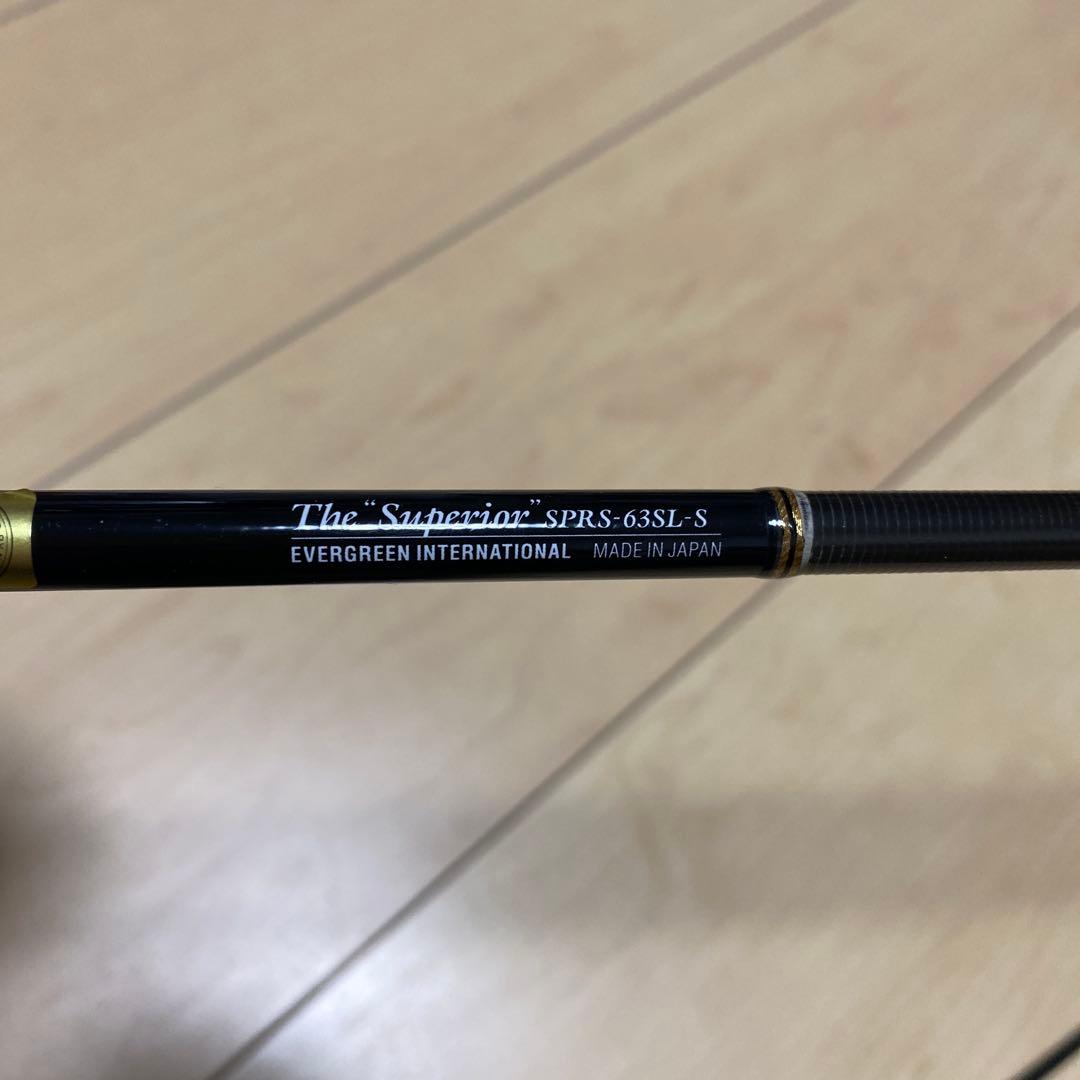 The "Superior" SPRS-63SL-S
EVERGREEN INTERNATIONAL MADE IN JAPAN